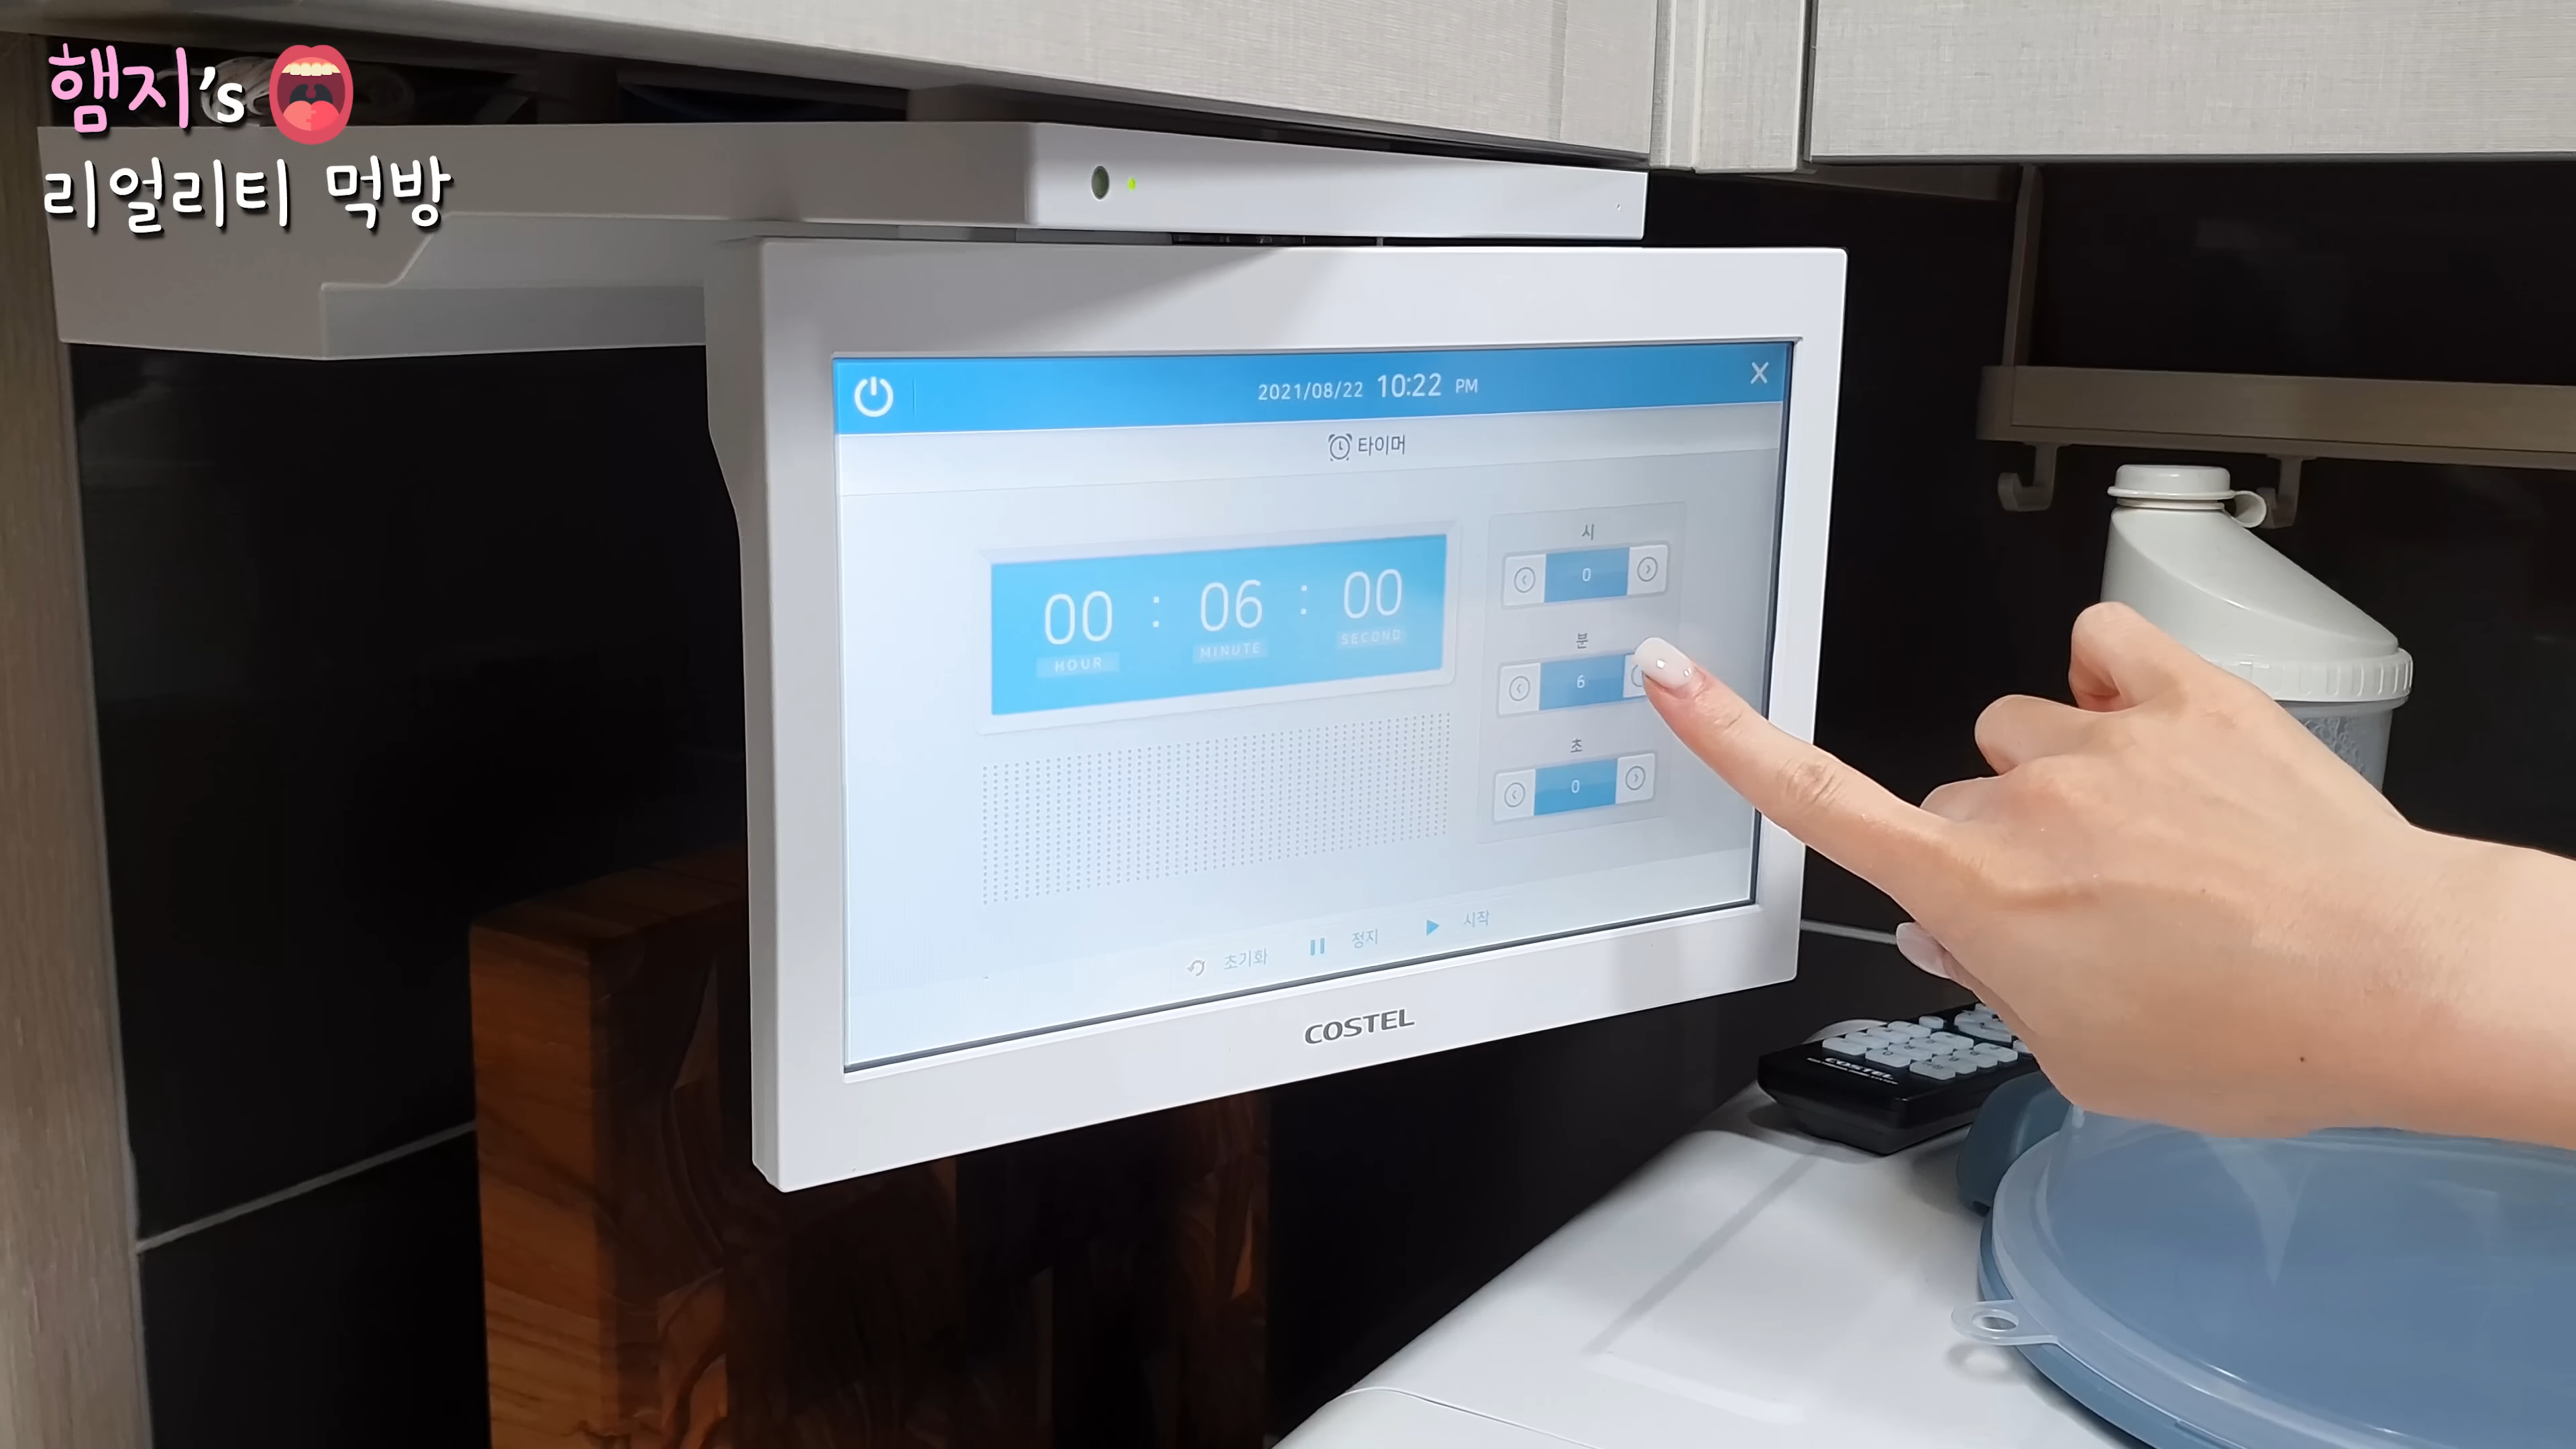 햄지's
리얼리티 먹방
2021/08/22 10:22 PM
타이머
00 : 06 : 00
HOUR MINUTE SECOND
시
0
분
6
초
0
초기화 정지 시작
COSTEL
COSTEL